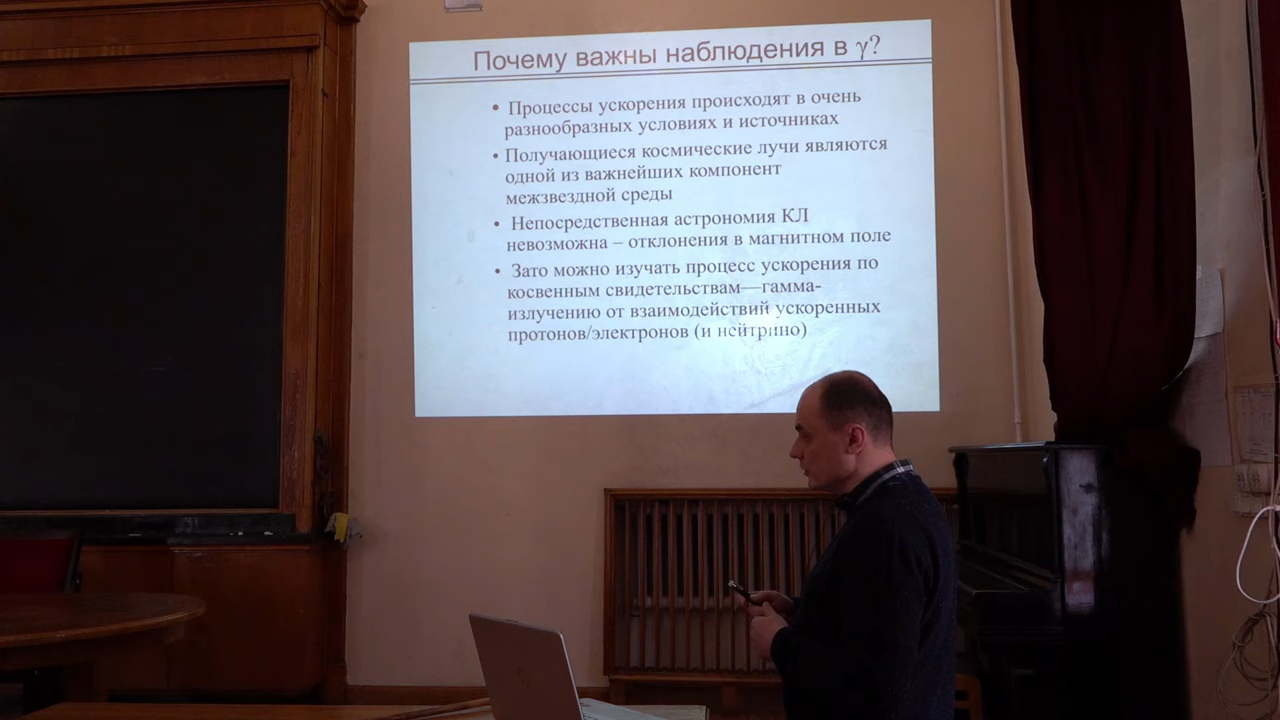 Почему важны наблюдения в γ?
• Процессы ускорения происходят в очень
разнообразных условиях и источниках
• Получающиеся космические лучи являются
одной из важнейших компонент
межзвездной среды
• Непосредственная астрономия КЛ
невозможна – отклонения в магнитном поле
• Зато можно изучать процесс ускорения по
косвенным свидетельствам—гамма-
излучению от взаимодействий ускоренных
протонов/электронов (и нейтрино)